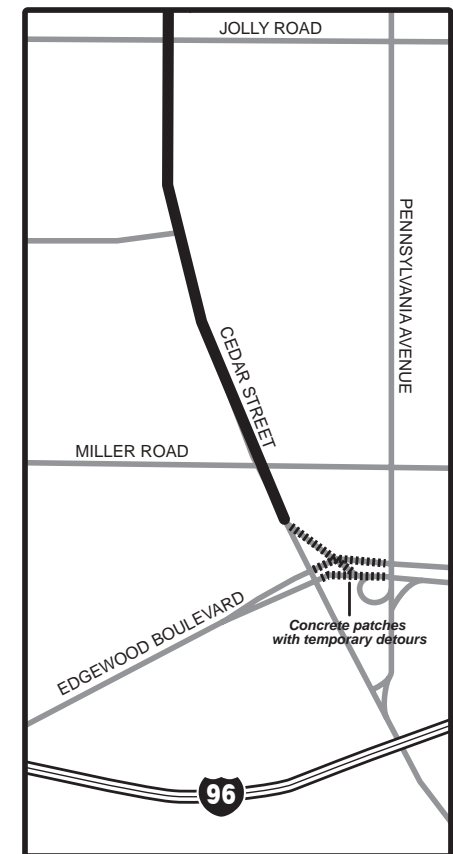 JOLLY ROAD
PENNSYLVANIA AVENUE
CEDAR STREET
MILLER ROAD
EDGEWOOD BOULEVARD
Concrete patches
with temporary detours
96